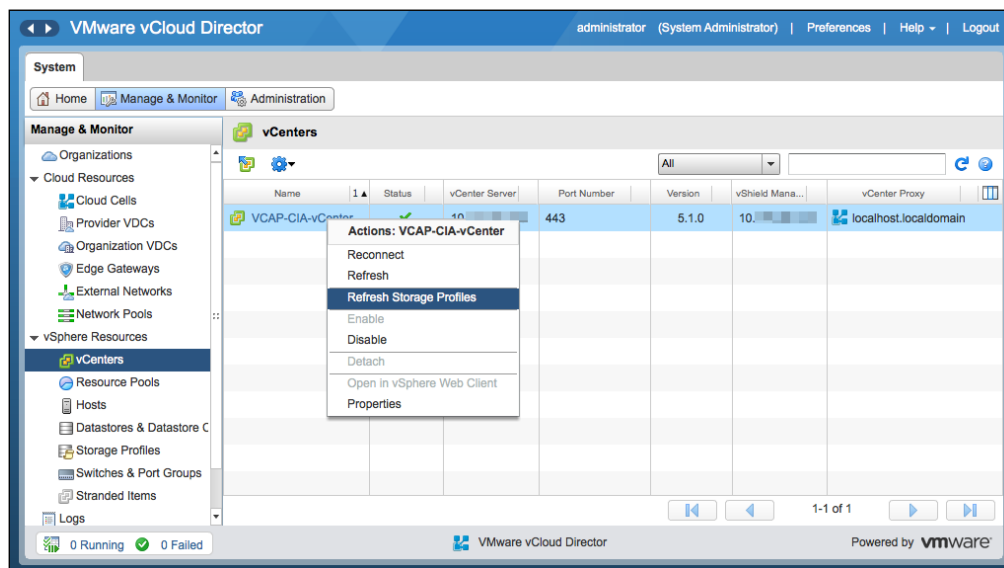 VMware vCloud Director
administrator (System Administrator) | Preferences | Help | Logout
System
Home Manage & Monitor Administration
Manage & Monitor
vCenters
Organizations
Cloud Resources
Cloud Cells
Provider VDCs
Organization VDCs
Edge Gateways
External Networks
Network Pools
vSphere Resources
vCenters
Resource Pools
Hosts
Datastores & Datastore C
Storage Profiles
Switches & Port Groups
Stranded Items
Logs
All
Name 1 Status vCenter Server Port Number Version vShield Mana... vCenter Proxy
VCAP-CIA-vCenter 10. 443 5.1.0 10. localhost.localdomain
Actions: VCAP-CIA-vCenter
Reconnect
Refresh
Refresh Storage Profiles
Enable
Disable
Detach
Open in vSphere Web Client
Properties
1-1 of 1
0 Running 0 Failed
VMware vCloud Director
Powered by vmware